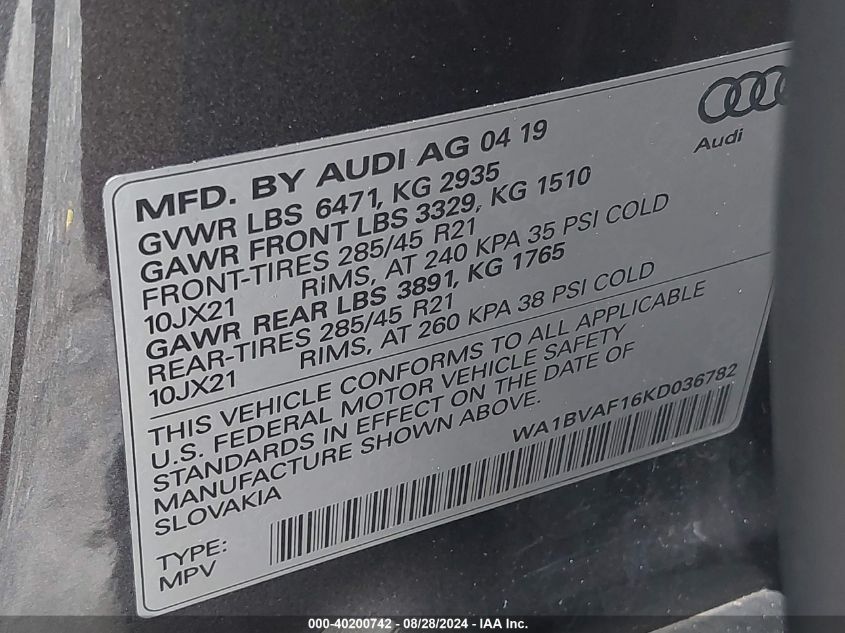 MFD. BY AUDI AG 04 19
Audi
GVWR LBS 6471, KG 2935
GAWR FRONT LBS 3329, KG 1510
FRONT-TIRES 285/45 R21
10JX21 RIMS, AT 240 KPA 35 PSI COLD
GAWR REAR LBS 3891, KG 1765
REAR-TIRES 285/45 R21
10JX21 RIMS, AT 260 KPA 38 PSI COLD
THIS VEHICLE CONFORMS TO ALL APPLICABLE
U.S. FEDERAL MOTOR VEHICLE SAFETY
STANDARDS IN EFFECT ON THE DATE OF
MANUFACTURE SHOWN ABOVE.
SLOVAKIA
WA1BVAF16KD036782
TYPE:
MPV
000-40200742 - 08/28/2024 - IAA Inc.